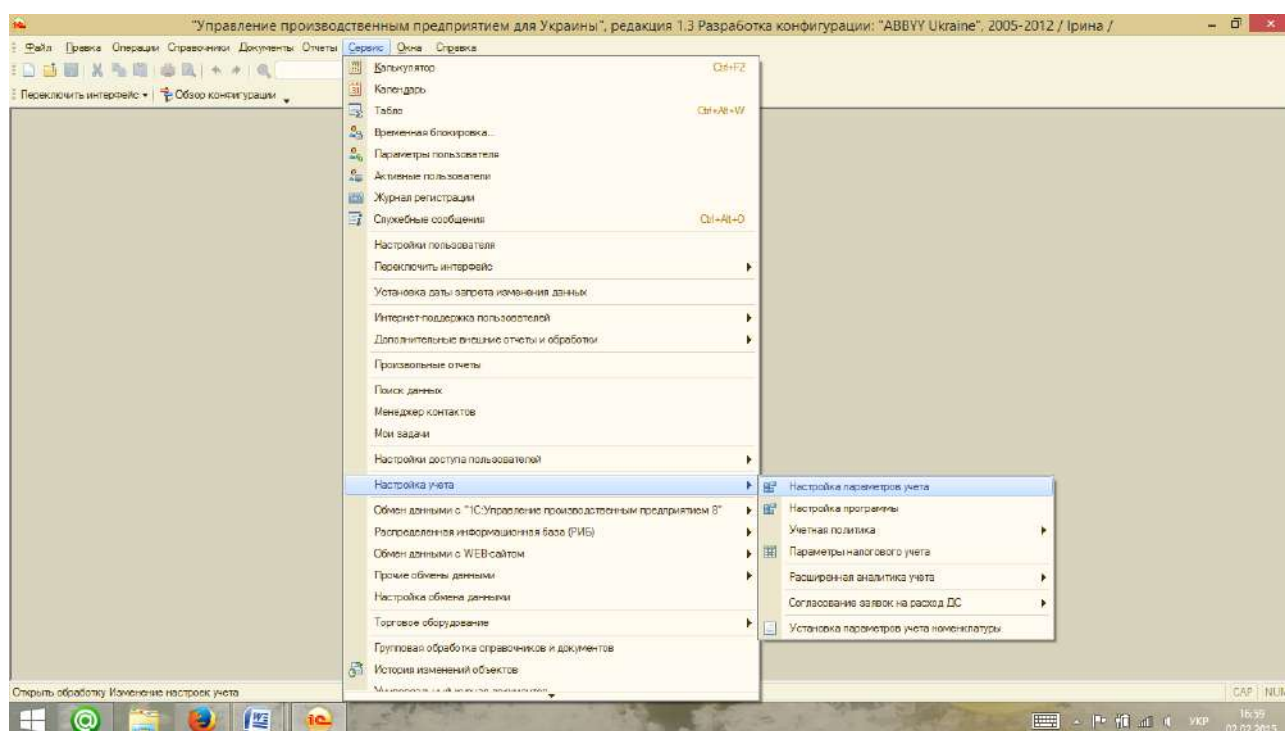 "Управление производственным предприятием для Украины", редакция 1.3 Разработка конфигурации: "ABBYY Ukraine", 2005-2012 / Ірина /
Файл Правка Операции Справочники Документы Отчеты Сервис Окна Справка
Переключить интерфейс Обзор конфигурации
Калькулятор Ctrl+F2
Календарь
Табло Ctrl+Alt+W
Временная блокировка...
Параметры пользователя
Активные пользователи
Журнал регистрации
Служебные сообщения Ctrl+Alt+O
Настройки пользователя
Переключить интерфейс
Установка даты запрета изменения данных
Интернет-поддержка пользователей
Дополнительные внешние отчеты и обработки
Произвольные отчеты
Поиск данных
Менеджер контактов
Мои задачи
Настройки доступа пользователей
Настройка учета
Обмен данными с "1С:Управление производственным предприятием 8"
Распределенная информационная база (РИБ)
Обмен данными с WEB-сайтом
Прочие обмены данными
Настройка обмена данными
Торговое оборудование
Групповая обработка справочников и документов
История изменений объектов
Универсальный журнал документов
Настройка параметров учета
Настройка программы
Учетная политика
Параметры налогового учета
Расширенная аналитика учета
Согласование заявок на расход ДС
Установка параметров учета номенклатуры
Открыть обработку Изменение настроек учета
CAP NUM
УКР
16:59
02.02.2015